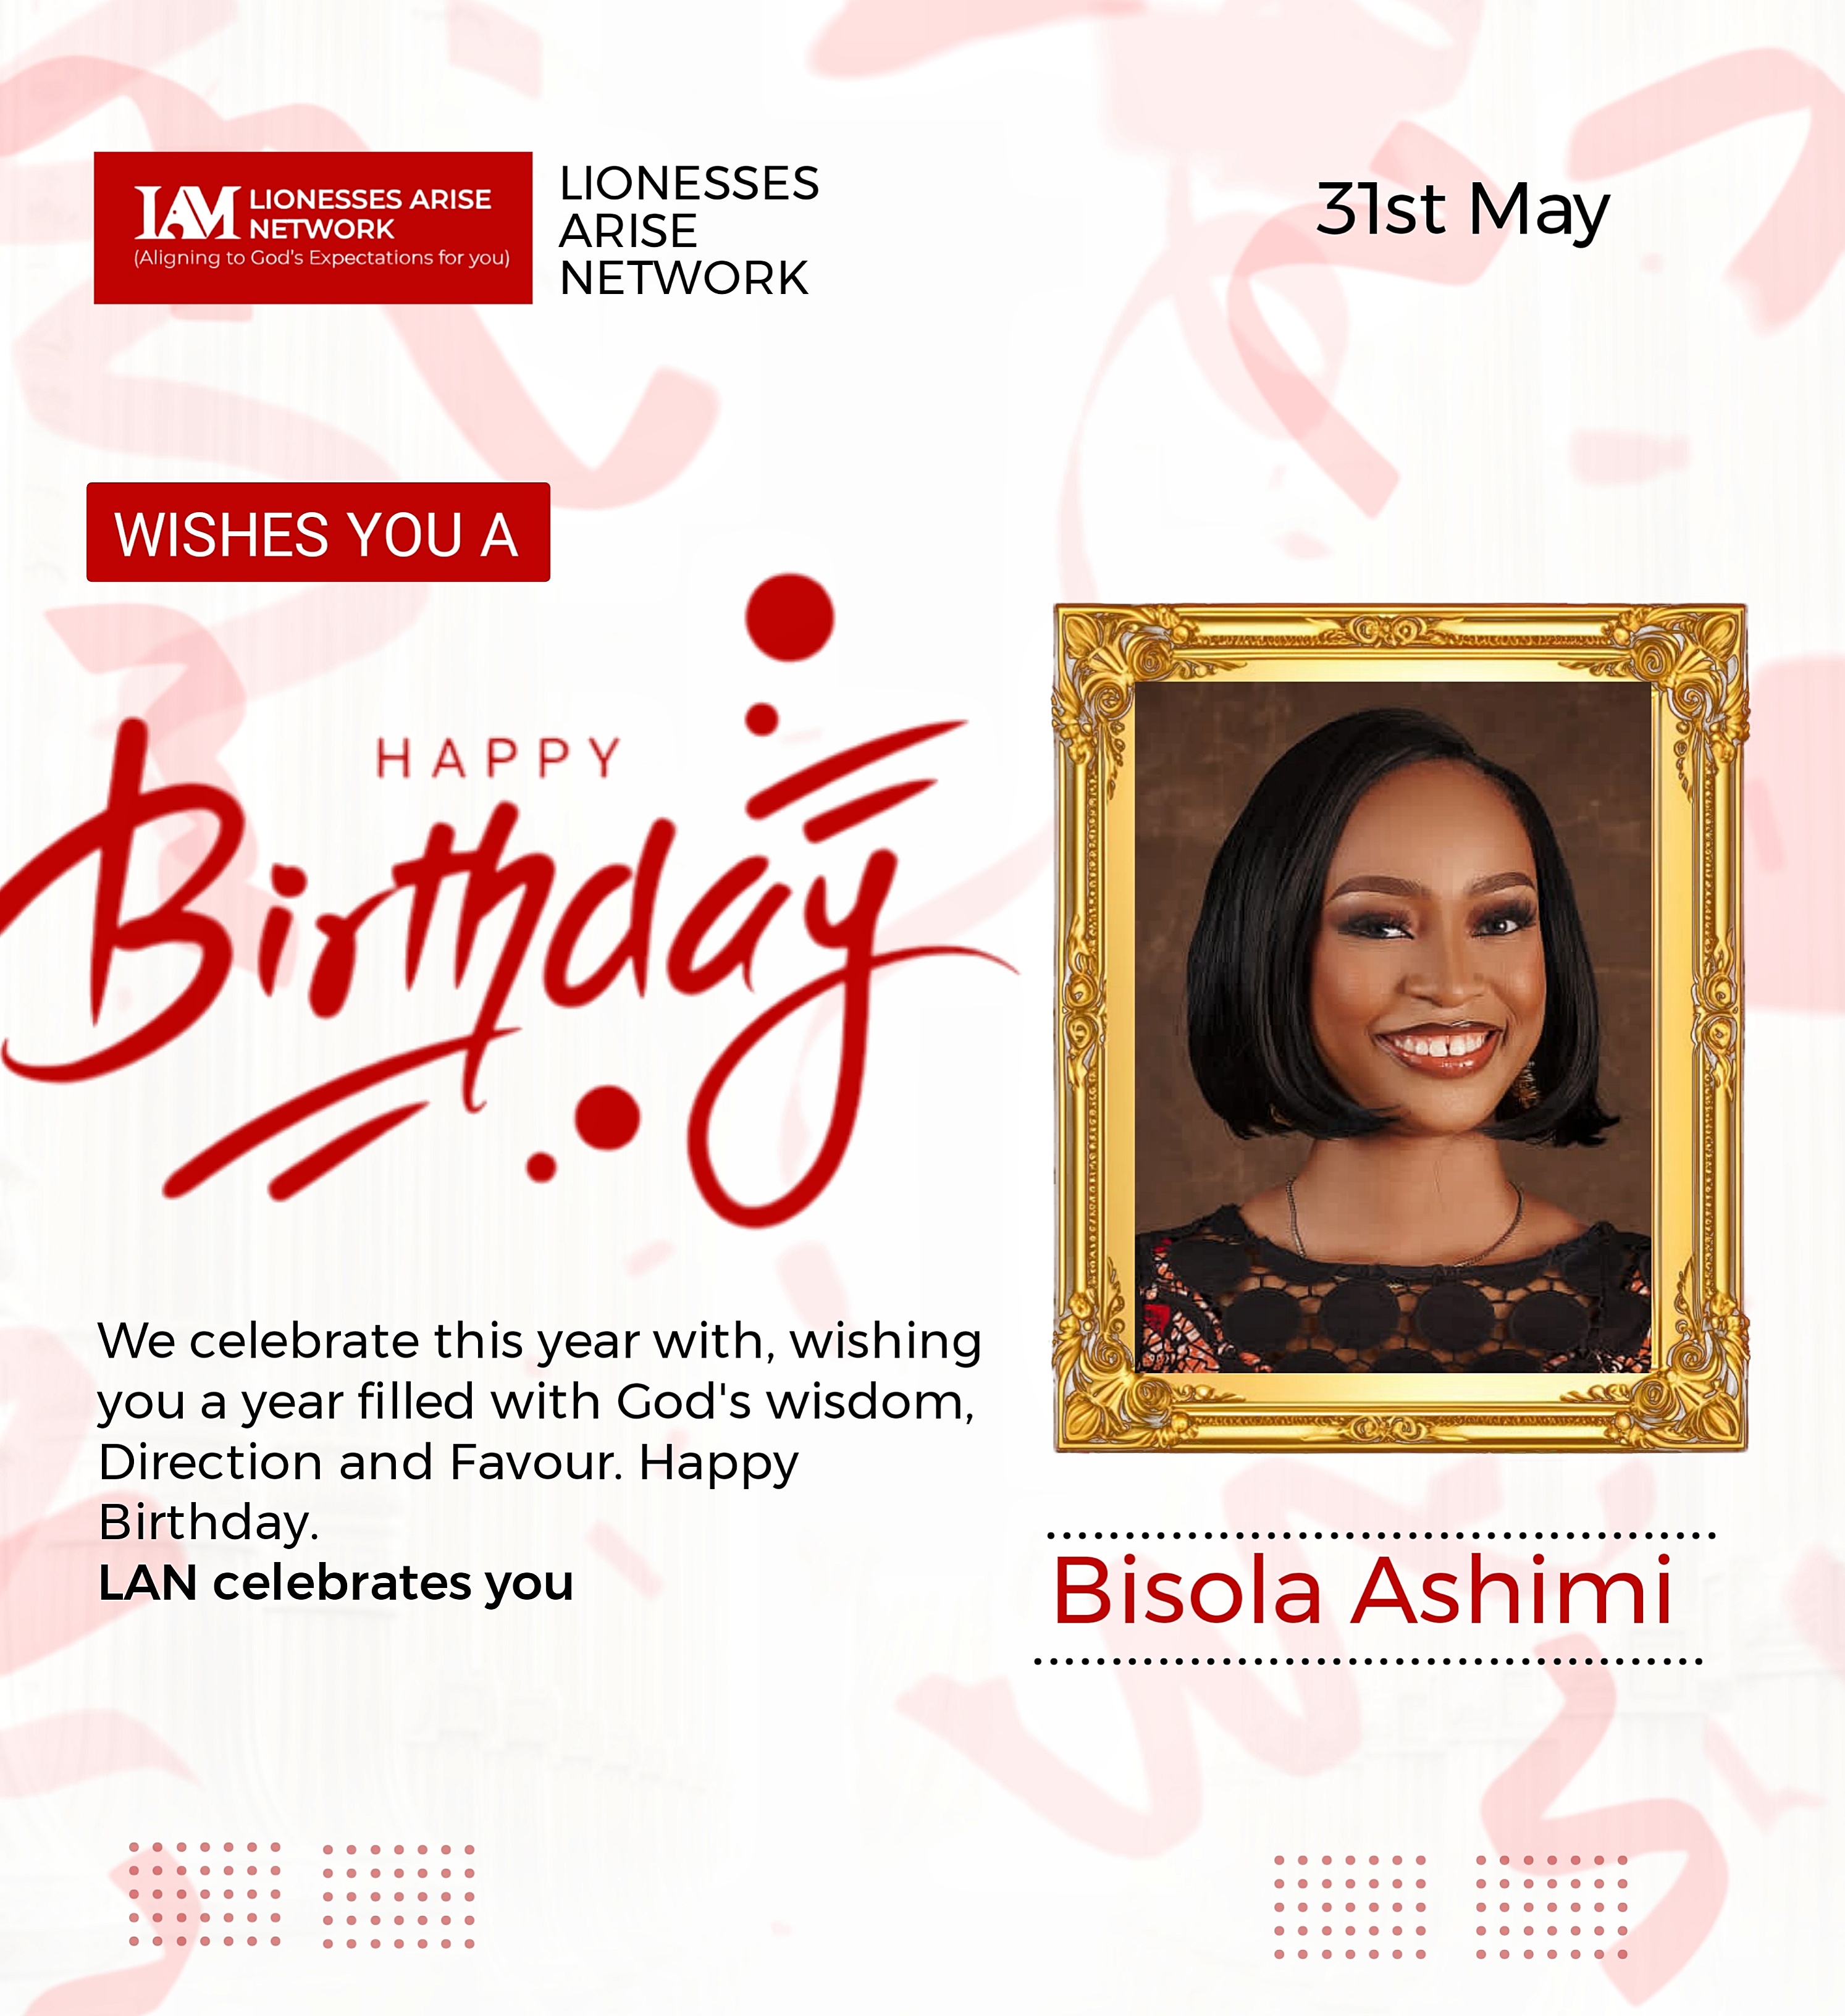 IAM LIONESSES ARISE
NETWORK
(Aligning to God's Expectations for you)
LIONESSES
ARISE
NETWORK
31st May
WISHES YOU A
HAPPY
Birthday
We celebrate this year with, wishing
you a year filled with God's wisdom,
Direction and Favour. Happy
Birthday.
LAN celebrates you
Bisola Ashimi